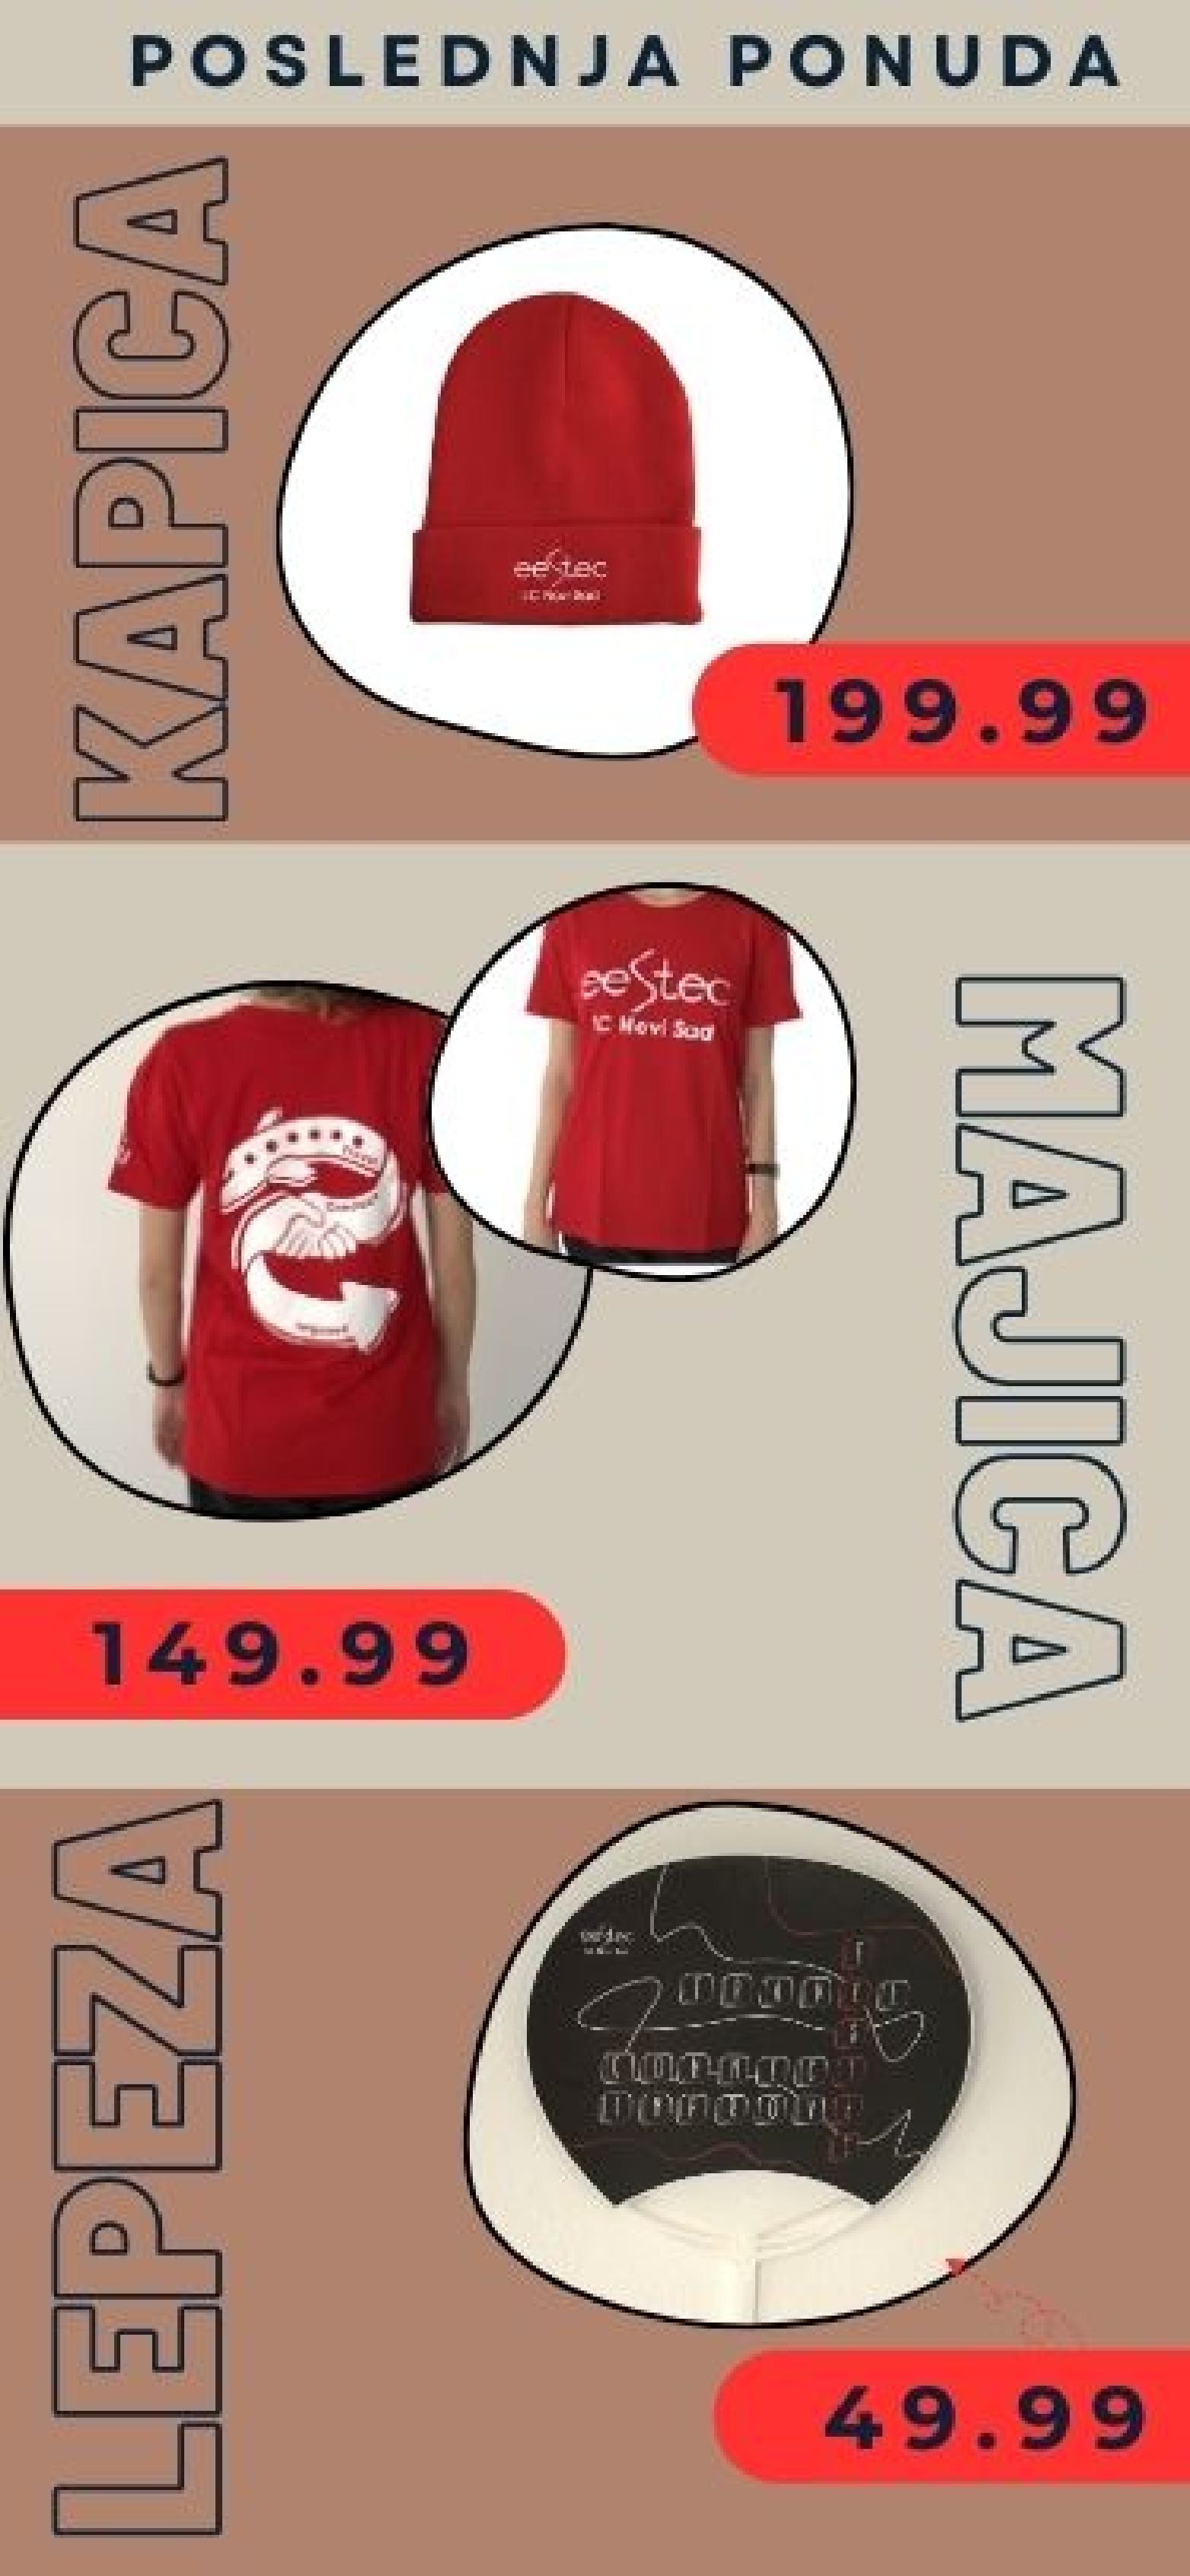 POSLEDNJA PONUDA
KAPICA
eestec
LC Novi Sad
199.99
eestec
LC Novi Sad
MAJICA
149.99
LEPEZA
eestec
49.99